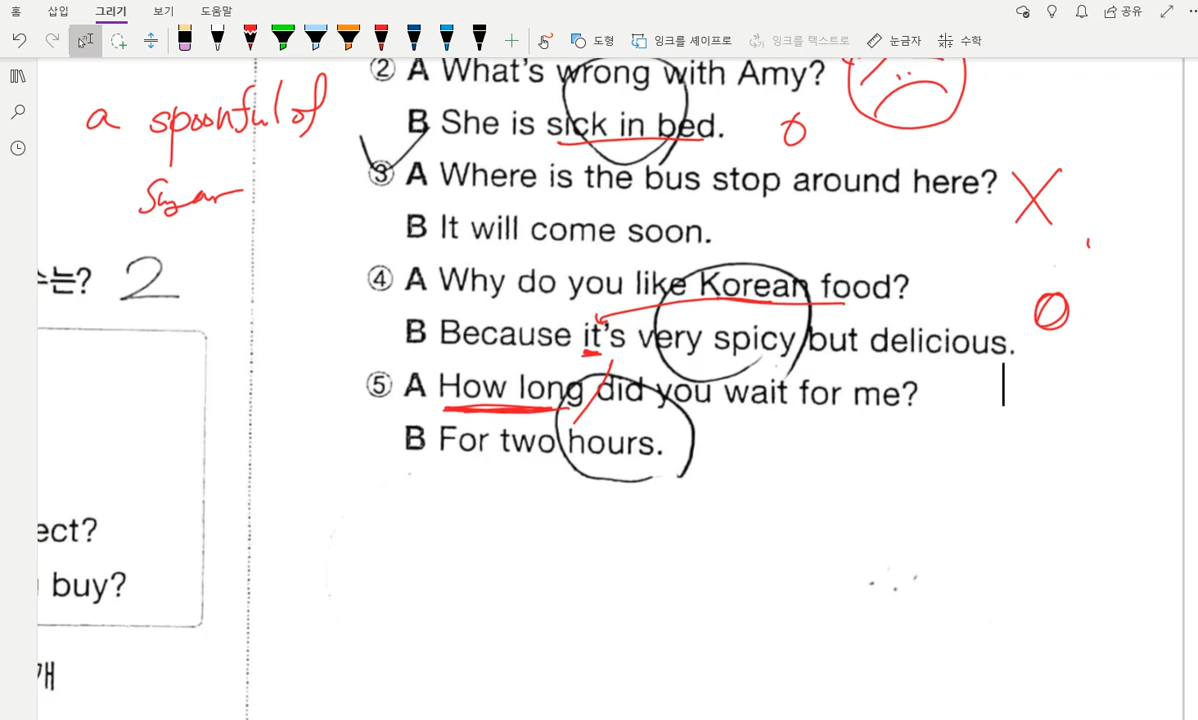 홈 삽입 그리기 보기 도움말 공유
도형 잉크를 셰이프로 잉크를 텍스트로 눈금자 수학
② A What's wrong with Amy?
B She is sick in bed.
③ A Where is the bus stop around here?
B It will come soon.
④ A Why do you like Korean food?
B Because it's very spicy but delicious.
⑤ A How long did you wait for me?
B For two hours.
a spoonful of
sugar
는? 2
ect?
buy?
개